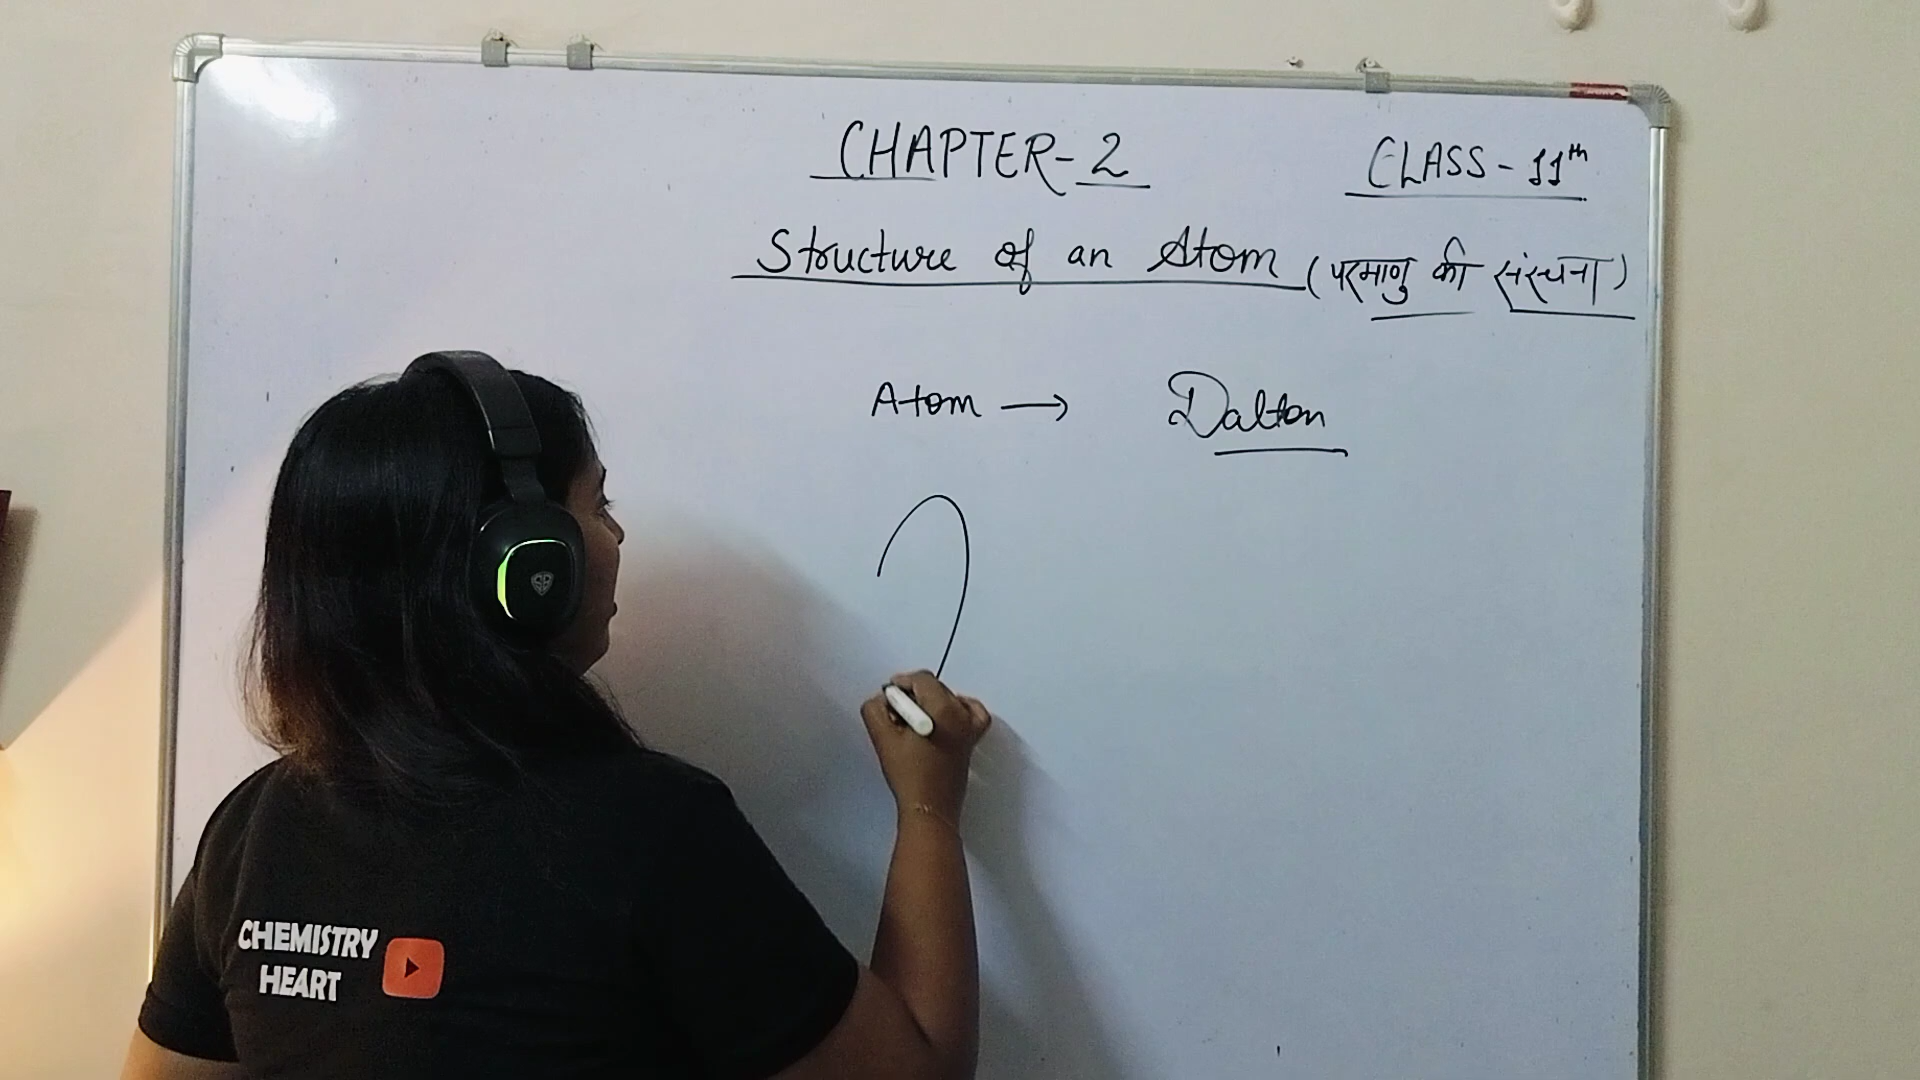 CHAPTER-2
CLASS-11th
Structure of an Atom (परमाणु की संरचना)
Atom → Dalton
CHEMISTRY
HEART